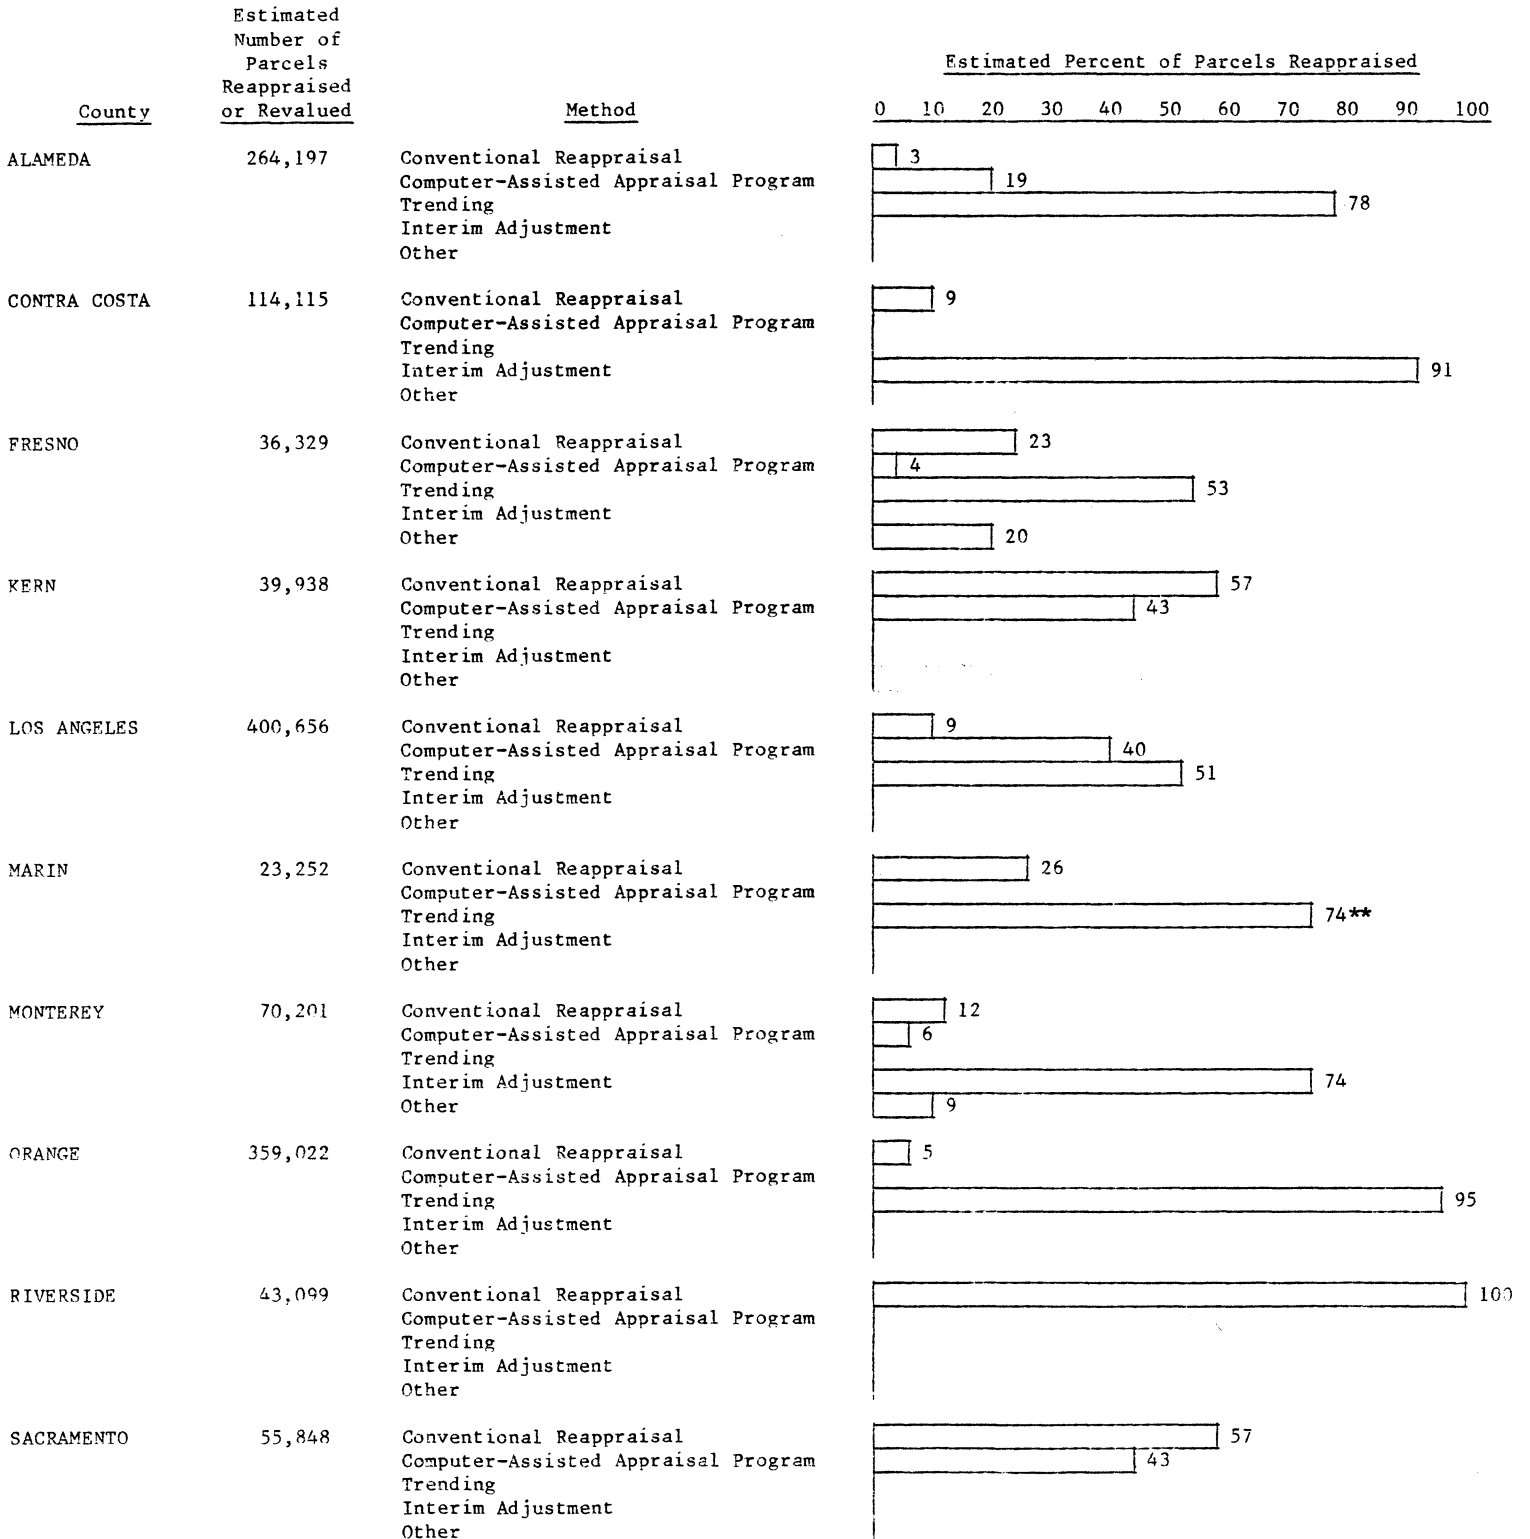 Estimated
Number of
Parcels
Reappraised
or Revalued
County
Method
Estimated Percent of Parcels Reappraised
0 10 20 30 40 50 60 70 80 90 100
ALAMEDA 264,197 Conventional Reappraisal 3
Computer-Assisted Appraisal Program 19
Trending 78
Interim Adjustment
Other
CONTRA COSTA 114,115 Conventional Reappraisal 9
Computer-Assisted Appraisal Program
Trending
Interim Adjustment 91
Other
FRESNO 36,329 Conventional Reappraisal 23
Computer-Assisted Appraisal Program 4
Trending 53
Interim Adjustment
Other 20
KERN 39,938 Conventional Reappraisal 57
Computer-Assisted Appraisal Program 43
Trending
Interim Adjustment
Other
LOS ANGELES 400,656 Conventional Reappraisal 9
Computer-Assisted Appraisal Program 40
Trending 51
Interim Adjustment
Other
MARIN 23,252 Conventional Reappraisal 26
Computer-Assisted Appraisal Program
Trending 74**
Interim Adjustment
Other
MONTEREY 70,201 Conventional Reappraisal 12
Computer-Assisted Appraisal Program 6
Trending
Interim Adjustment 74
Other 9
ORANGE 359,022 Conventional Reappraisal 5
Computer-Assisted Appraisal Program
Trending 95
Interim Adjustment
Other
RIVERSIDE 43,099 Conventional Reappraisal 100
Computer-Assisted Appraisal Program
Trending
Interim Adjustment
Other
SACRAMENTO 55,848 Conventional Reappraisal 57
Computer-Assisted Appraisal Program 43
Trending
Interim Adjustment
Other